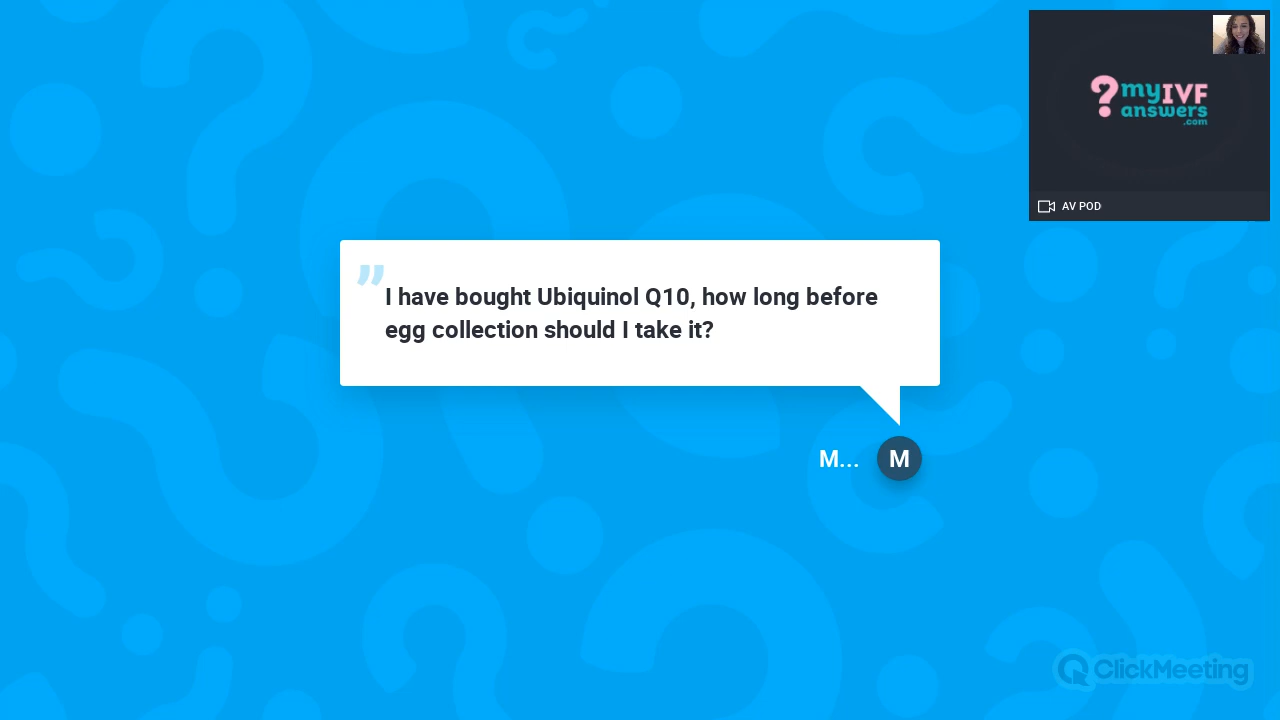 ?myIVF
answers
.com
AV POD
"
I have bought Ubiquinol Q10, how long before
egg collection should I take it?
M... M
ClickMeeting